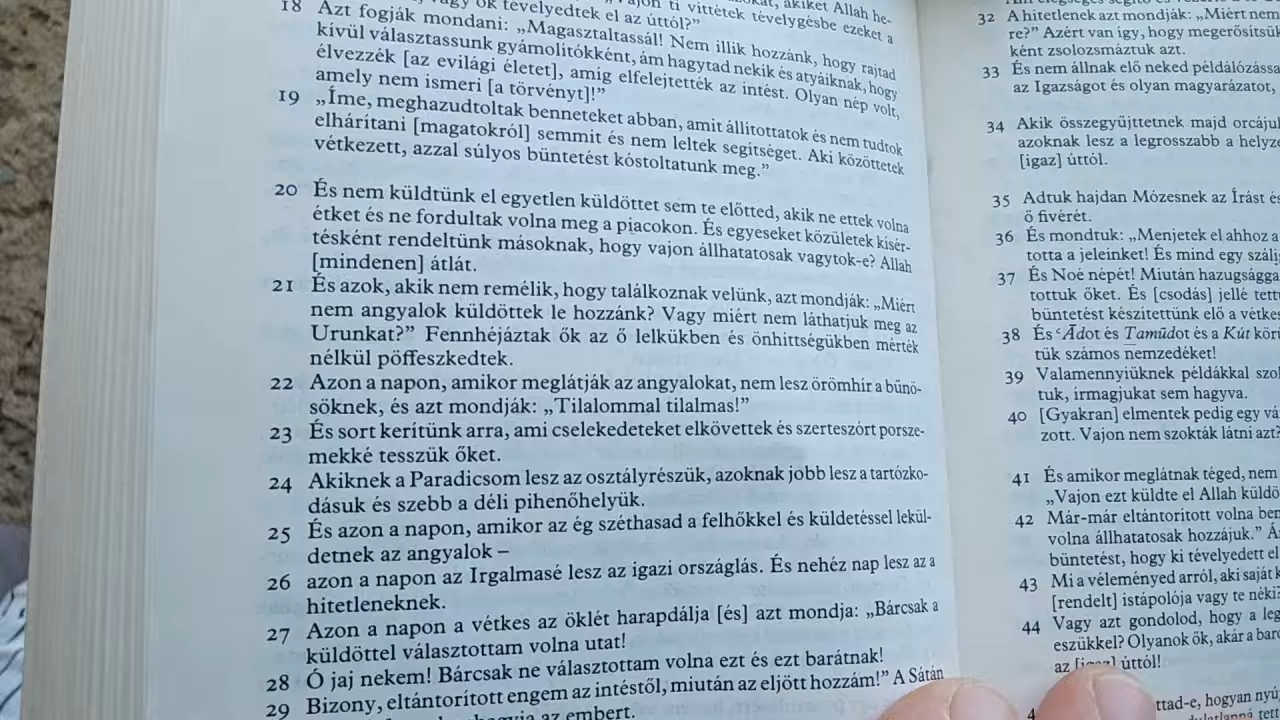 vagy ők tévelyedtek el az úttól?”
18 Azt fogják mondani: „Magasztaltassál! Nem illik hozzánk, hogy rajtad
kívül válasszunk gyámolítókként, ám hagytad nekik és atyáiknak, hogy
élvezzék [az evilági életet], amíg elfelejtették az intést. Olyan nép volt,
amely nem ismeri [a törvényt]!”
19 „Íme, meghazudtoltak benneteket abban, amit állítottatok és nem tudtok
elhárítani [magatokról] semmit és nem leltek segítséget. Aki közöttetek
vétkezett, azzal súlyos büntetést kóstoltatunk meg.”
20 És nem küldtünk el egyetlen küldöttet sem te előtted, akik ne ettek volna
étket és ne fordultak volna meg a piacokon. És egyeseket közületek kísér-
tésként rendeltünk másoknak, hogy vajon állhatatosak vagytok-e? Allah
[mindenen] átlát.
21 És azok, akik nem remélik, hogy találkoznak velünk, azt mondják: „Miért
nem angyalok küldöttek le hozzánk? Vagy miért nem láthatjuk meg az
Urunkat?” Fennhéjáztak ők az ő lelkükben és önhittségükben mérték
nélkül pöffeszkedtek.
22 Azon a napon, amikor meglátják az angyalokat, nem lesz örömhír a bűnö-
söknek, és azt mondják: „Tilalommal tilalmas!”
23 És sort kerítünk arra, ami cselekedeteket elkövettek és szerteszórt porsze-
mekké tesszük őket.
24 Akiknek a Paradicsom lesz az osztályrészük, azoknak jobb lesz a tartózko-
dásuk és szebb a déli pihenőhelyük.
25 És azon a napon, amikor az ég széthasad a felhőkkel és küldetéssel lekül-
detnek az angyalok –
26 azon a napon az Irgalmasé lesz az igazi országlás. És nehéz nap lesz az a
hitetleneknek.
27 Azon a napon a vétkes az öklét harapdálja [és] azt mondja: „Bárcsak a
küldöttel választottam volna utat!
28 Ó jaj nekem! Bárcsak ne választottam volna ezt és ezt barátnak!
29 Bizony, eltántorított engem az intéstől, miután az eljött hozzám!” A Sátán
az embert.
32 A hitetlenek azt mondják: „Miért nem
re?” Azért van így, hogy megerősítsük
ként zsolozsmáztuk azt.
33 És nem állnak elő neked példálózással
az Igazságot és olyan magyarázatot,
34 Akik összegyűjttetnek majd orcájuk
azoknak lesz a legrosszabb a helyze
[igaz] úttól.
35 Adtuk hajdan Mózesnek az Írást és
ő fivérét.
36 És mondtuk: „Menjetek el ahhoz a
totta a jeleinket! És mind egy szálig
37 És Noé népét! Miután hazugsággal
tottuk őket. És [csodás] jellé tett
büntetést készítettünk elő a vétkes
38 És ʿĀdot és Tamūdot és a Kút körü
tük számos nemzedéket!
39 Valamennyiüknek példákkal szol
tuk, írmagjukat sem hagyva.
40 [Gyakran] elmentek pedig egy vá
zott. Vajon nem szokták látni azt?
41 És amikor meglátnak téged, nem
„Vajon ezt küldte el Allah küldö
42 Már-már eltántorított volna ben
volna állhatatosak hozzájuk.”
büntetést, hogy ki tévelyedett el
43 Mi a véleményed arról, aki saját k
[rendelt] istápolója vagy te néki?
44 Vagy azt gondolod, hogy a leg
eszükkel? Olyanok ők, akár a baro
az [igaz] úttól!
hogyan nyú